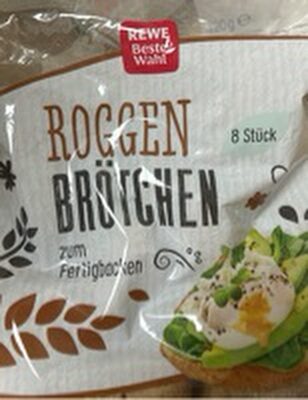 REWE
Beste
Wahl
ROGGEN
8 Stück
BRÖTCHEN
zum
Fertigbacken